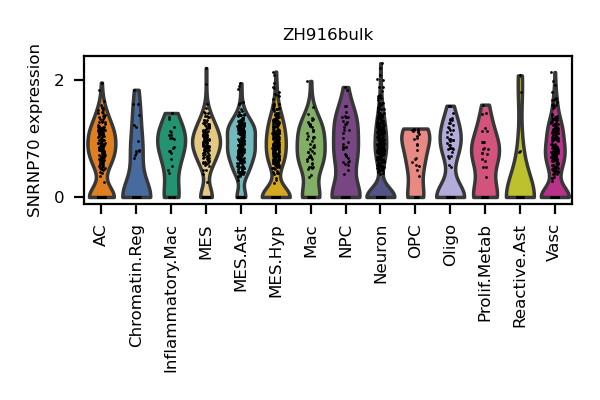 ZH916bulk
SNRNP70 expression
2
0
AC
Chromatin.Reg
Inflammatory.Mac
MES
MES.Ast
MES.Hyp
Mac
NPC
Neuron
OPC
Oligo
Prolif.Metab
Reactive.Ast
Vasc